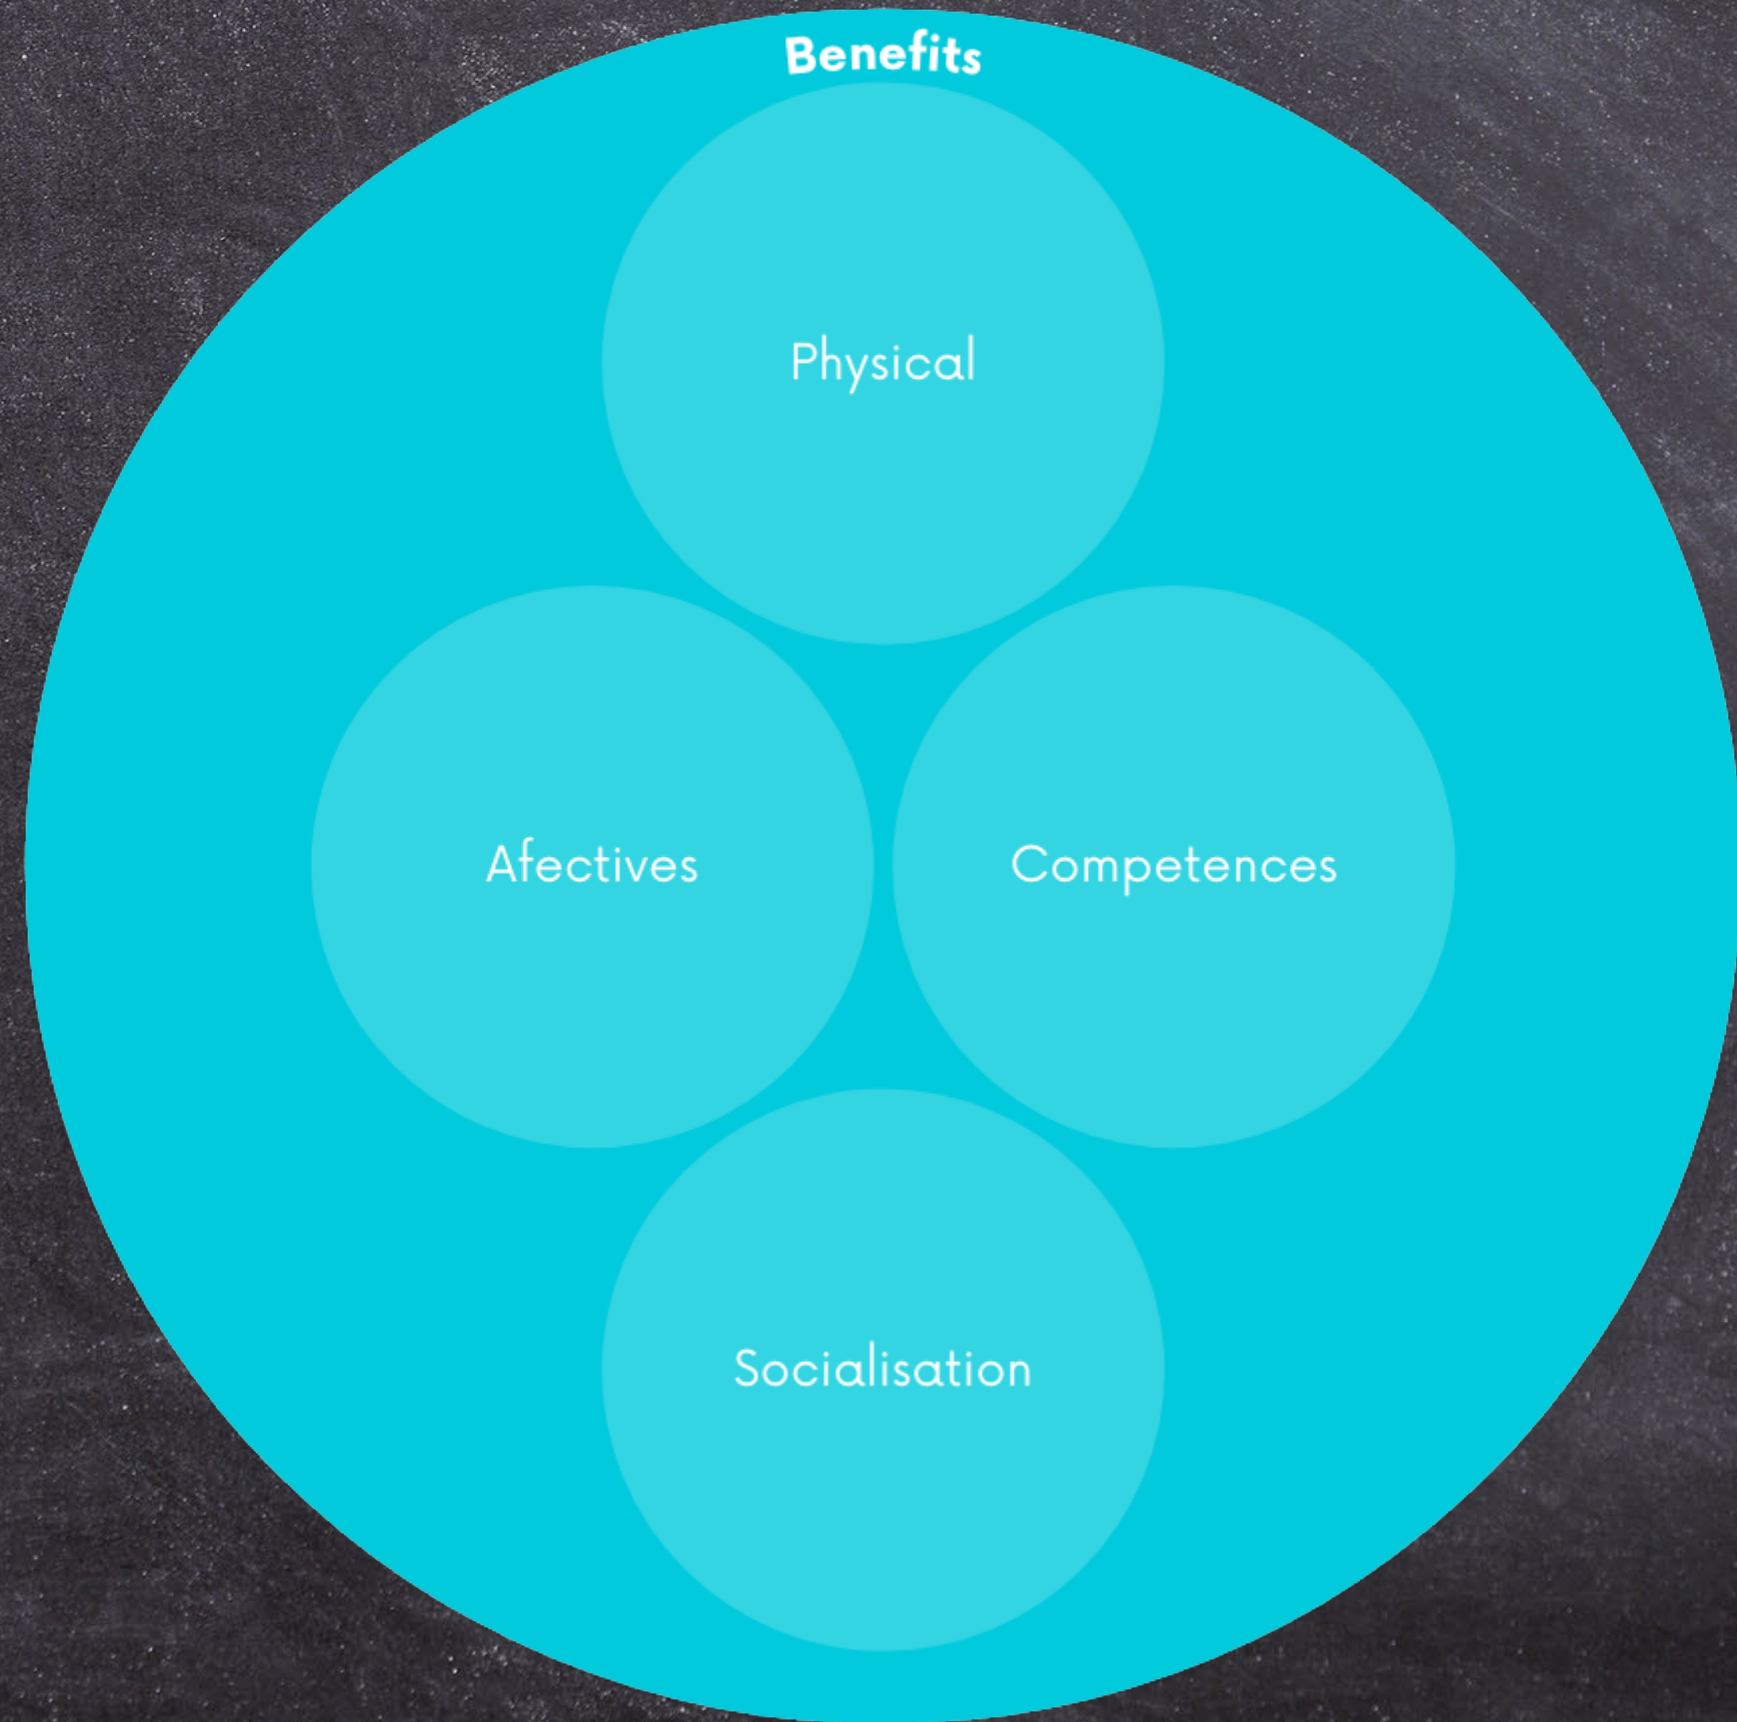 Benefits
Physical
Afectives
Competences
Socialisation